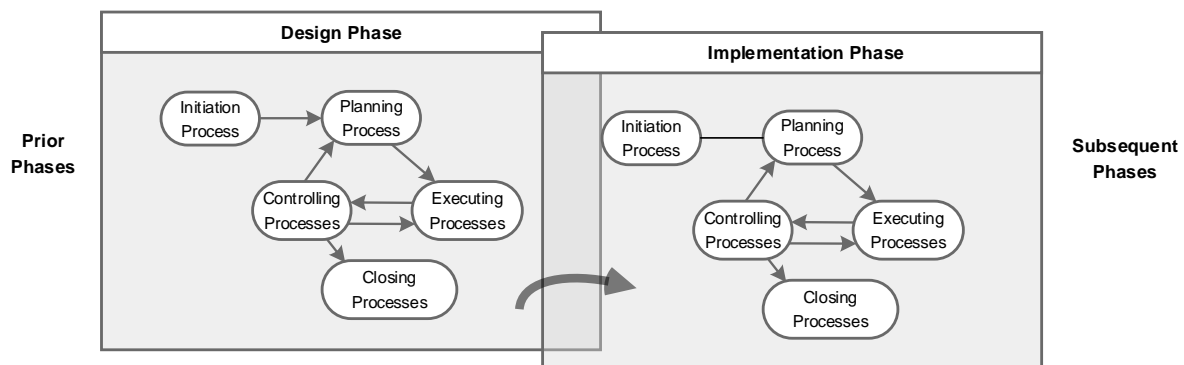 Design Phase
Implementation Phase
Prior
Phases
Initiation
Process
Planning
Process
Controlling
Processes
Executing
Processes
Closing
Processes
Initiation
Process
Planning
Process
Controlling
Processes
Executing
Processes
Closing
Processes
Subsequent
Phases